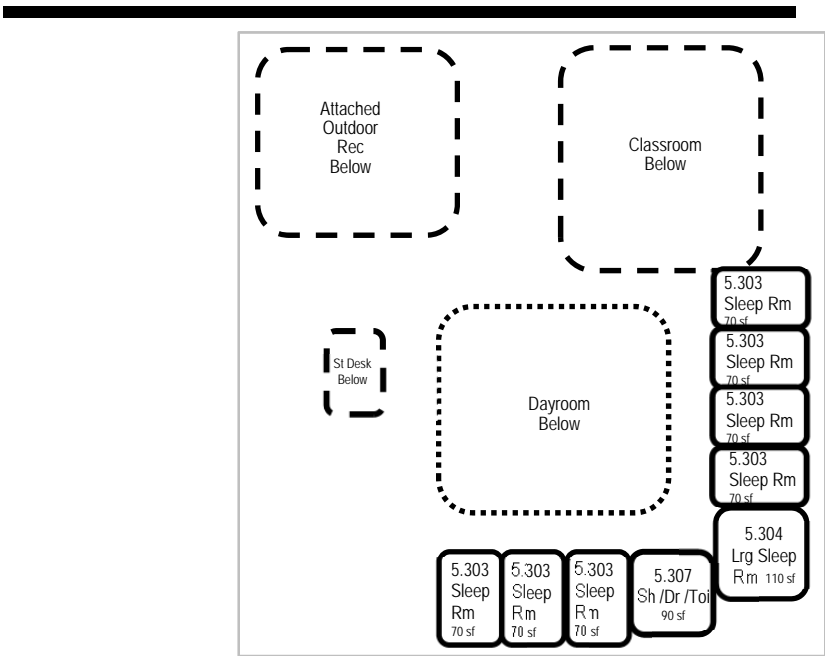 Attached
Outdoor
Rec
Below
Classroom
Below
5.303
Sleep Rm
70 sf
5.303
Sleep Rm
70 sf
St Desk
Below
5.303
Sleep Rm
70 sf
Dayroom
Below
5.303
Sleep Rm
70 sf
5.304
Lrg Sleep
Rm 110 sf
5.303
Sleep
Rm
70 sf
5.303
Sleep
Rm
70 sf
5.303
Sleep
Rm
70 sf
5.307
Sh /Dr /Toi
90 sf